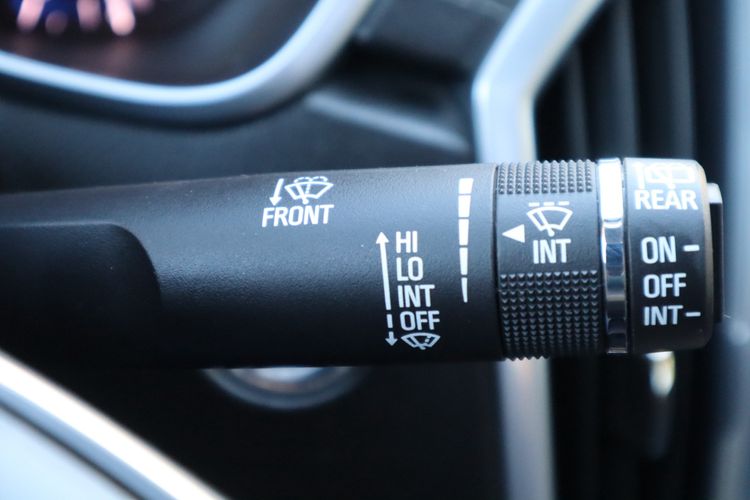 FRONT
HI
LO
INT
OFF
INT
REAR
ON
OFF
INT